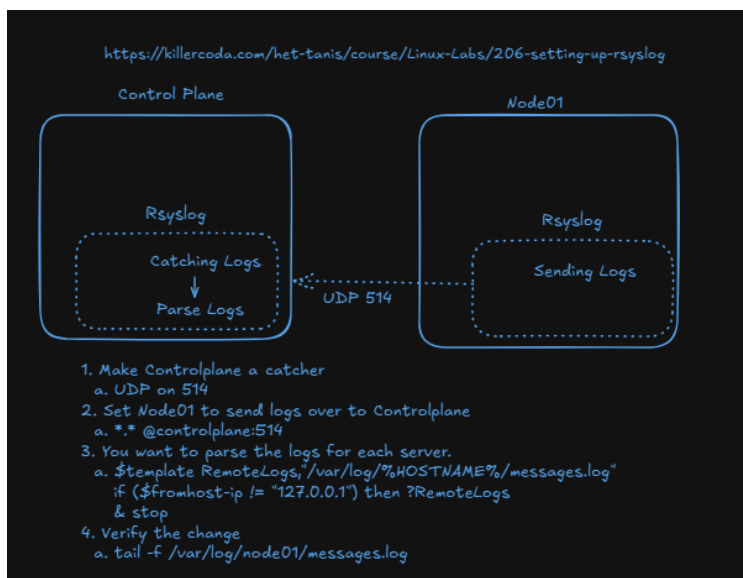 https://killercoda.com/het-tanis/course/Linux-Labs/206-setting-up-rsyslog
Control Plane
Node01
Rsyslog
Catching Logs
Parse Logs
UDP 514
Rsyslog
Sending Logs
1. Make Controlplane a catcher
a. UDP on 514
2. Set Node01 to send logs over to Controlplane
a. *.* @controlplane:514
3. You want to parse the logs for each server.
a. $template RemoteLogs,"/var/log/%HOSTNAME%/messages.log"
if ($fromhost-ip != "127.0.0.1") then ?RemoteLogs
& stop
4. Verify the change
a. tail -f /var/log/node01/messages.log